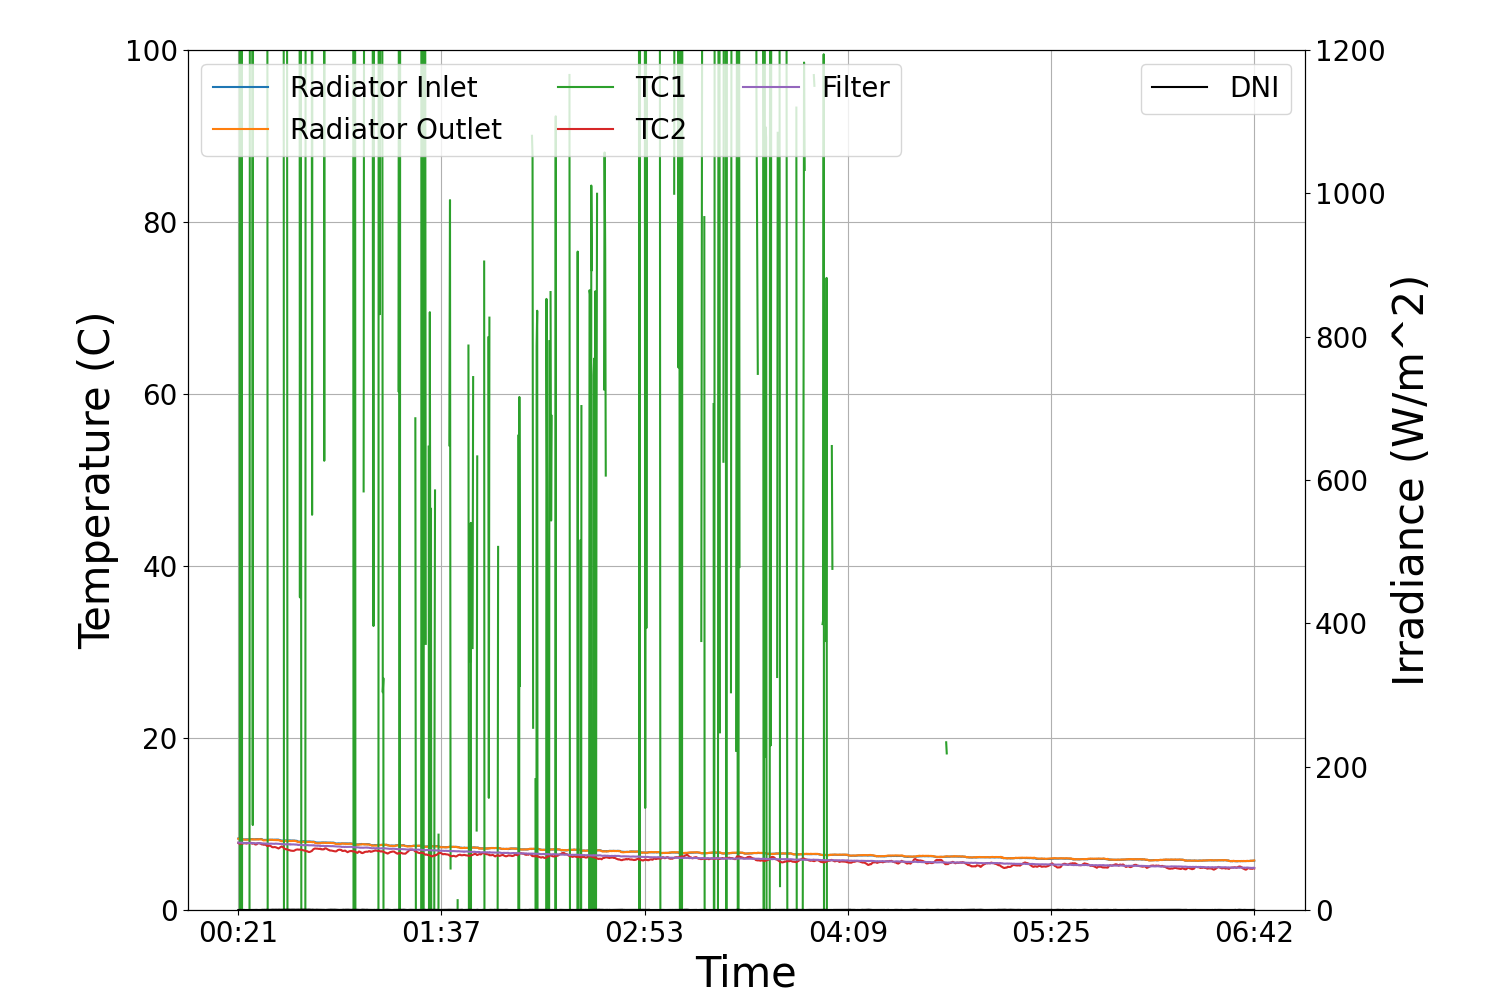 Radiator Inlet
Radiator Outlet
TC1
TC2
Filter
DNI
Temperature (C)
100
80
60
40
20
0
1200
1000
800
600
400
200
0
Irradiance (W/m^2)
00:21
01:37
02:53
04:09
05:25
06:42
Time